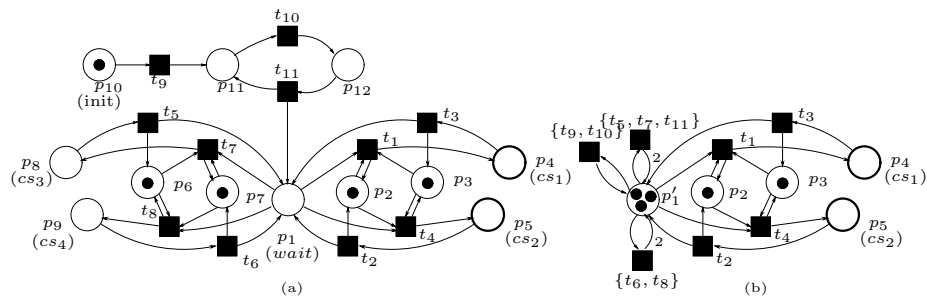 t10
t11
t9
p10
(init)
p11
p12
t5
t3
t7
t1
p8
(cs3)
p6
p7
p2
p3
p4
(cs1)
t8
p9
(cs4)
t6
p1
(wait)
t2
t4
p5
(cs2)
(a)
{t9, t10}
{t5, t7, t11}
t3
t1
2
p′1
p2
p3
p4
(cs1)
2
t4
t2
p5
(cs2)
{t6, t8}
(b)